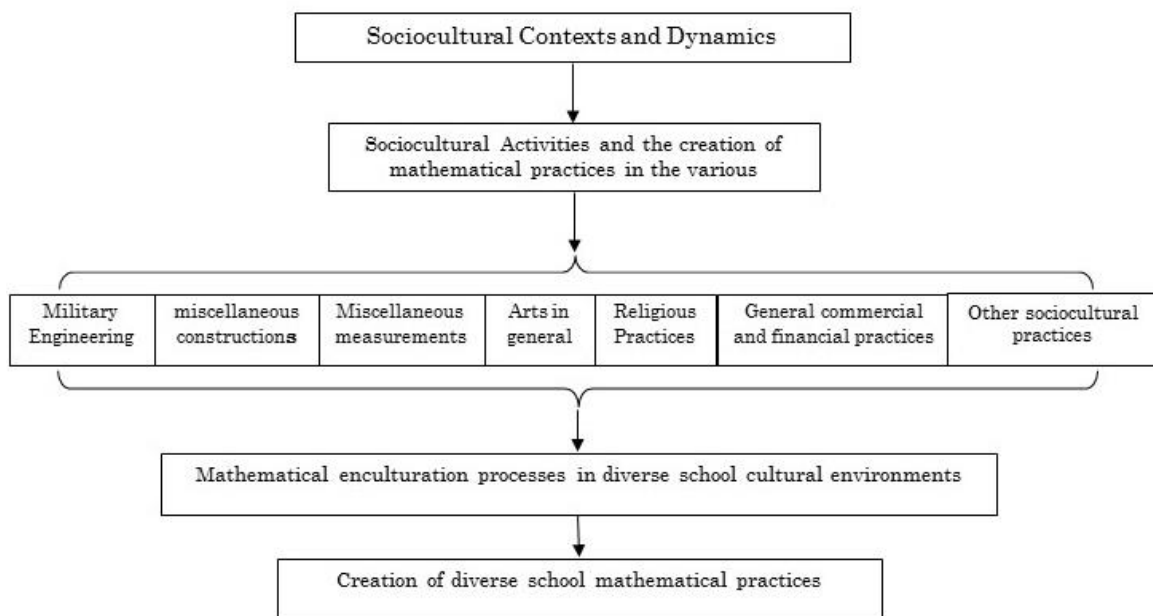 Sociocultural Contexts and Dynamics
Sociocultural Activities and the creation of
mathematical practices in the various
Military
Engineering
miscellaneous
constructions
Miscellaneous
measurements
Arts in
general
Religious
Practices
General commercial
and financial practices
Other sociocultural
practices
Mathematical enculturation processes in diverse school cultural environments
Creation of diverse school mathematical practices